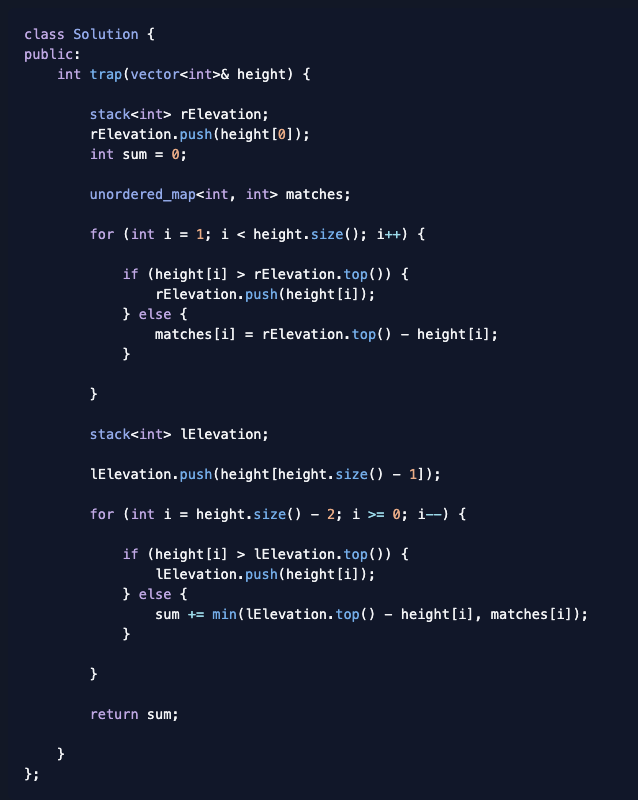 class Solution {
public:
    int trap(vector<int>& height) {
        stack<int> rElevation;
        rElevation.push(height[0]);
        int sum = 0;
        unordered_map<int, int> matches;
        for (int i = 1; i < height.size(); i++) {
            if (height[i] > rElevation.top()) {
                rElevation.push(height[i]);
            } else {
                matches[i] = rElevation.top() - height[i];
            }
        }
        stack<int> lElevation;
        lElevation.push(height[height.size() - 1]);
        for (int i = height.size() - 2; i >= 0; i--) {
            if (height[i] > lElevation.top()) {
                lElevation.push(height[i]);
            } else {
                sum += min(lElevation.top() - height[i], matches[i]);
            }
        }
        return sum;
    }
};